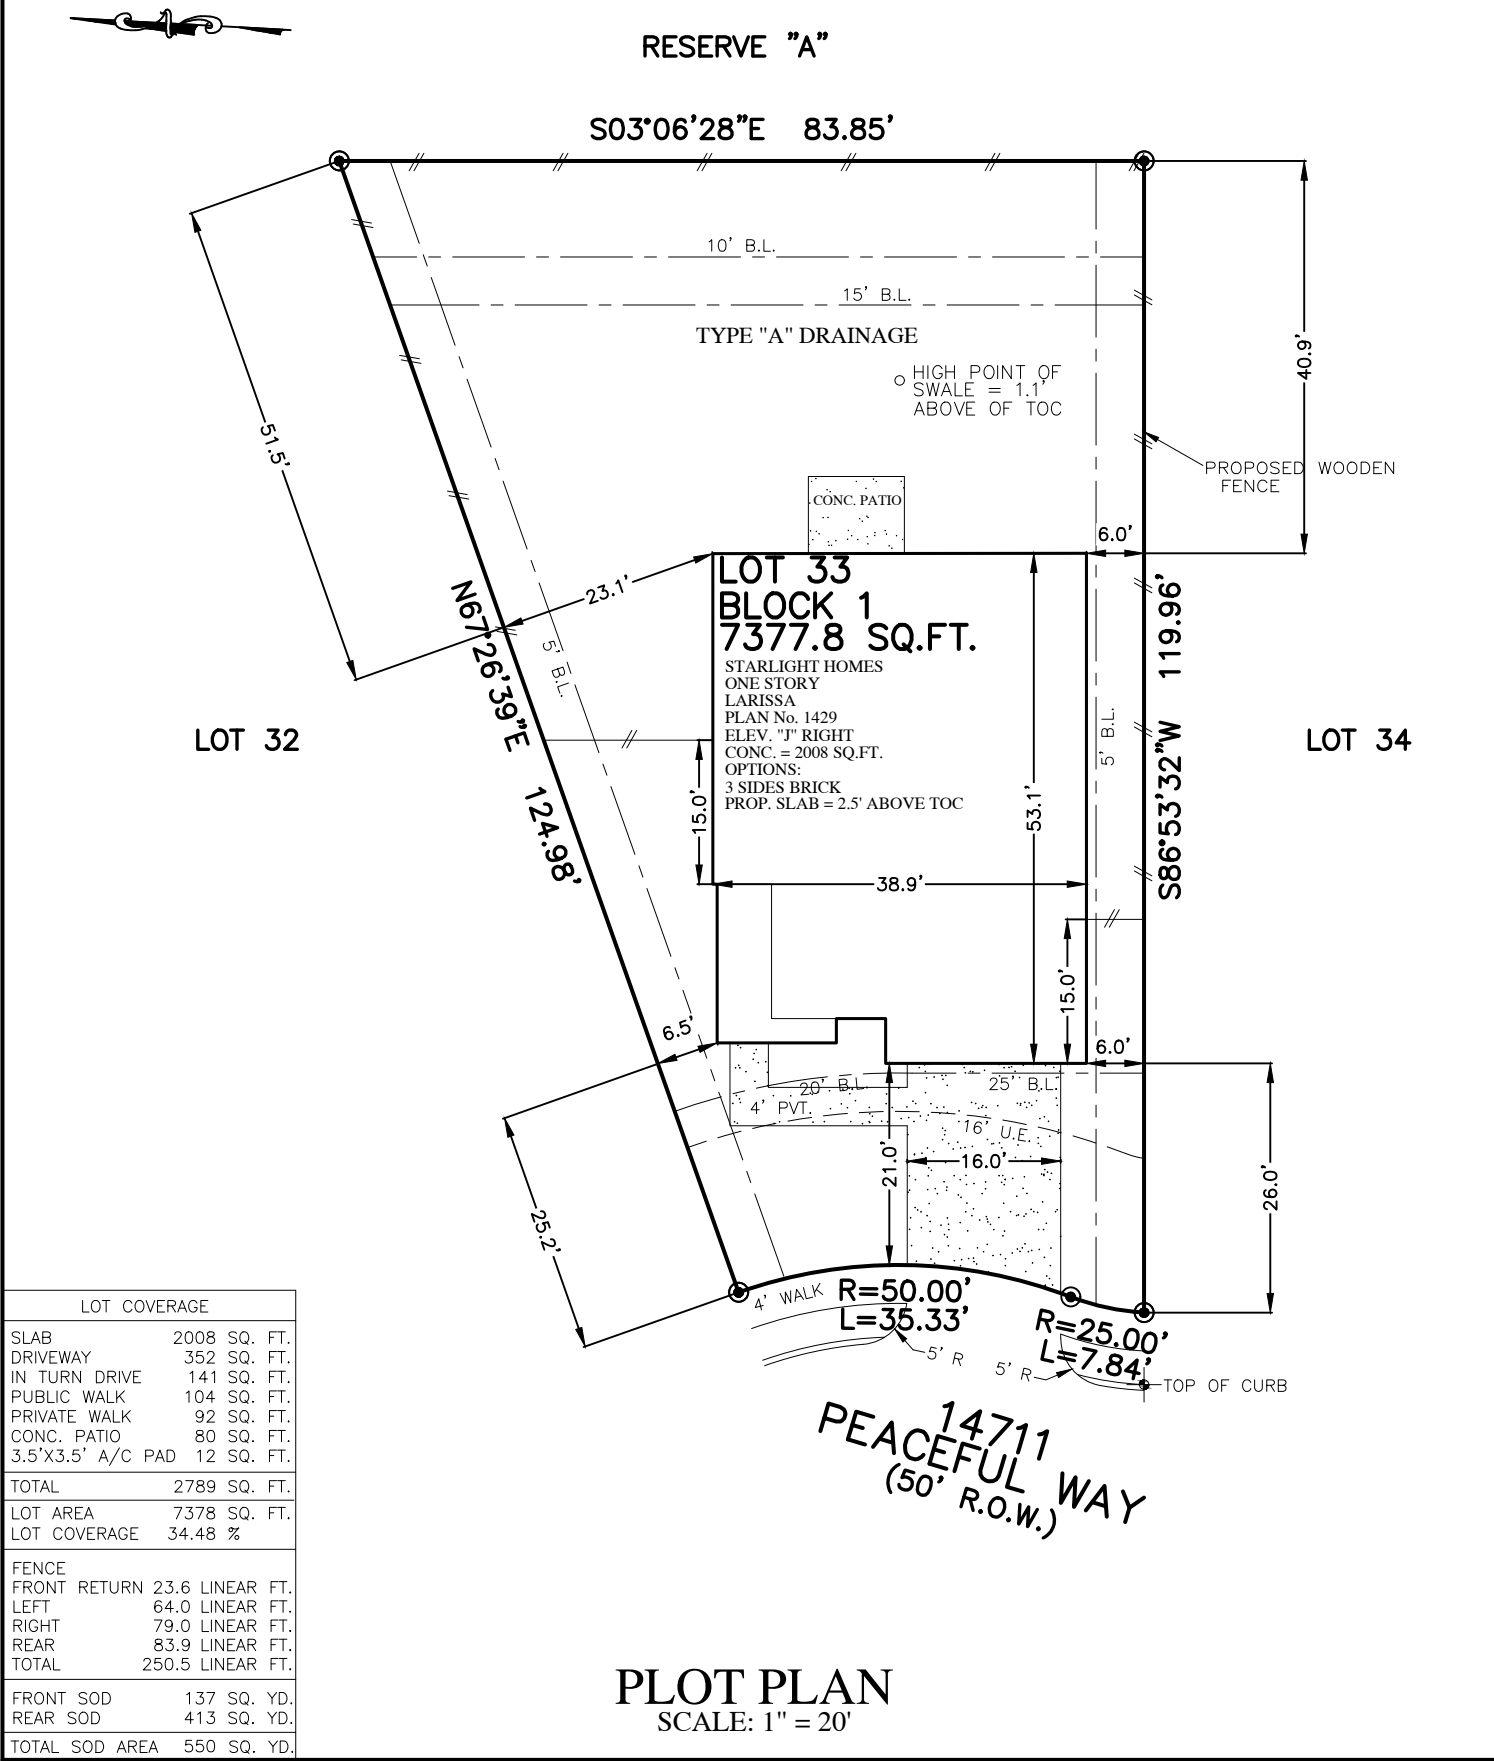 RESERVE "A"
S03°06'28"E 83.85'
10' B.L.
15' B.L.
TYPE "A" DRAINAGE
HIGH POINT OF
SWALE = 1.1'
ABOVE OF TOC
40.9'
51.5'
PROPOSED WOODEN
FENCE
CONC. PATIO
6.0'
23.1'
LOT 33
BLOCK 1
7377.8 SQ.FT.
STARLIGHT HOMES
ONE STORY
LARISSA
PLAN No. 1429
ELEV. "J" RIGHT
CONC. = 2008 SQ.FT.
OPTIONS:
3 SIDES BRICK
PROP. SLAB = 2.5' ABOVE TOC
N67°26'39"E 124.98'
5' B.L.
S86°53'32"W 119.96'
5' B.L.
LOT 32
LOT 34
15.0'
53.1'
38.9'
15.0'
6.5'
6.0'
20' B.L.
25' B.L.
4' PVT.
16' U.E.
21.0'
16.0'
26.0'
25.2'
4' WALK
R=50.00'
L=35.33'
R=25.00'
L=7.84'
5' R
5' R
TOP OF CURB
14711
PEACEFUL WAY
(50' R.O.W.)
LOT COVERAGE
SLAB 2008 SQ. FT.
DRIVEWAY 352 SQ. FT.
IN TURN DRIVE 141 SQ. FT.
PUBLIC WALK 104 SQ. FT.
PRIVATE WALK 92 SQ. FT.
CONC. PATIO 80 SQ. FT.
3.5'X3.5' A/C PAD 12 SQ. FT.
TOTAL 2789 SQ. FT.
LOT AREA 7378 SQ. FT.
LOT COVERAGE 34.48 %
FENCE
FRONT RETURN 23.6 LINEAR FT.
LEFT 64.0 LINEAR FT.
RIGHT 79.0 LINEAR FT.
REAR 83.9 LINEAR FT.
TOTAL 250.5 LINEAR FT.
FRONT SOD 137 SQ. YD.
REAR SOD 413 SQ. YD.
TOTAL SOD AREA 550 SQ. YD.
PLOT PLAN
SCALE: 1" = 20'